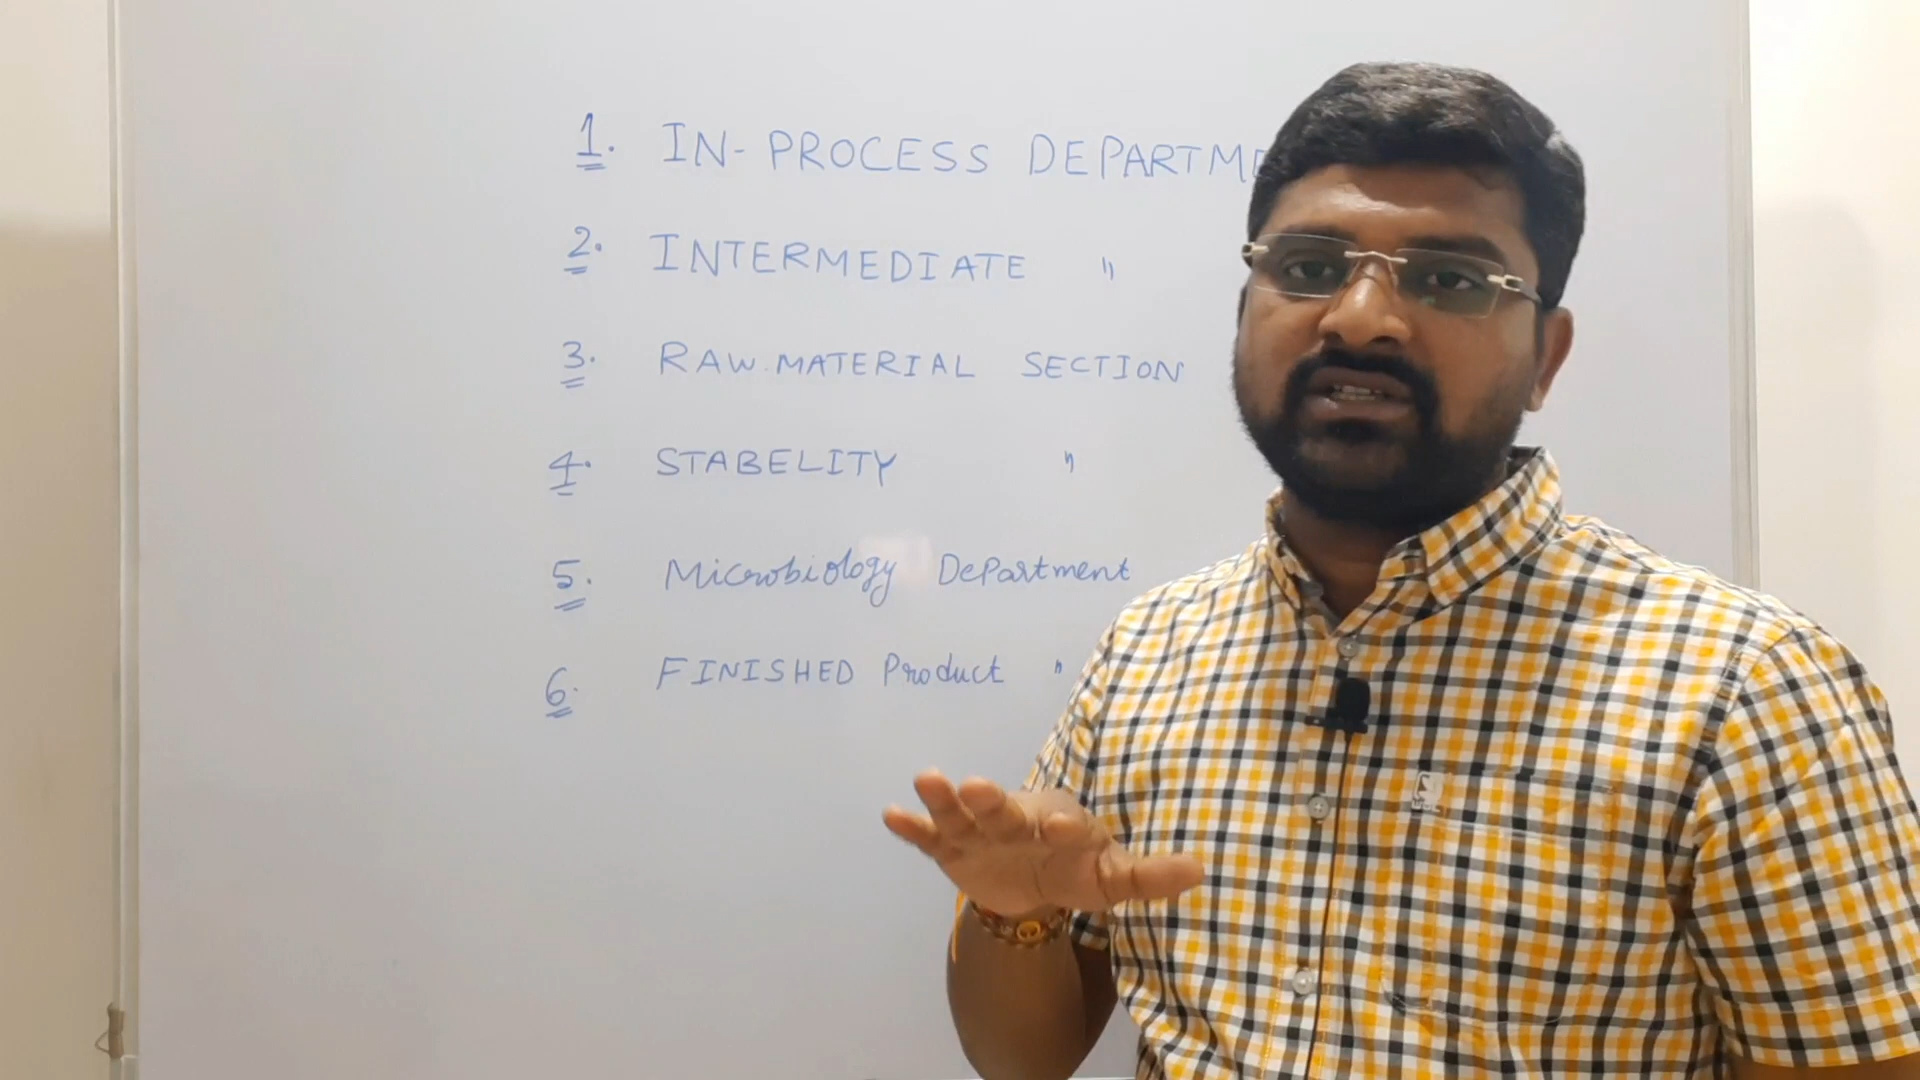 1. IN-PROCESS DEPARTME
2. INTERMEDIATE "
3. RAW.MATERIAL SECTION
4. STABELITY "
5. Microbiology Department
6. FINISHED Product "